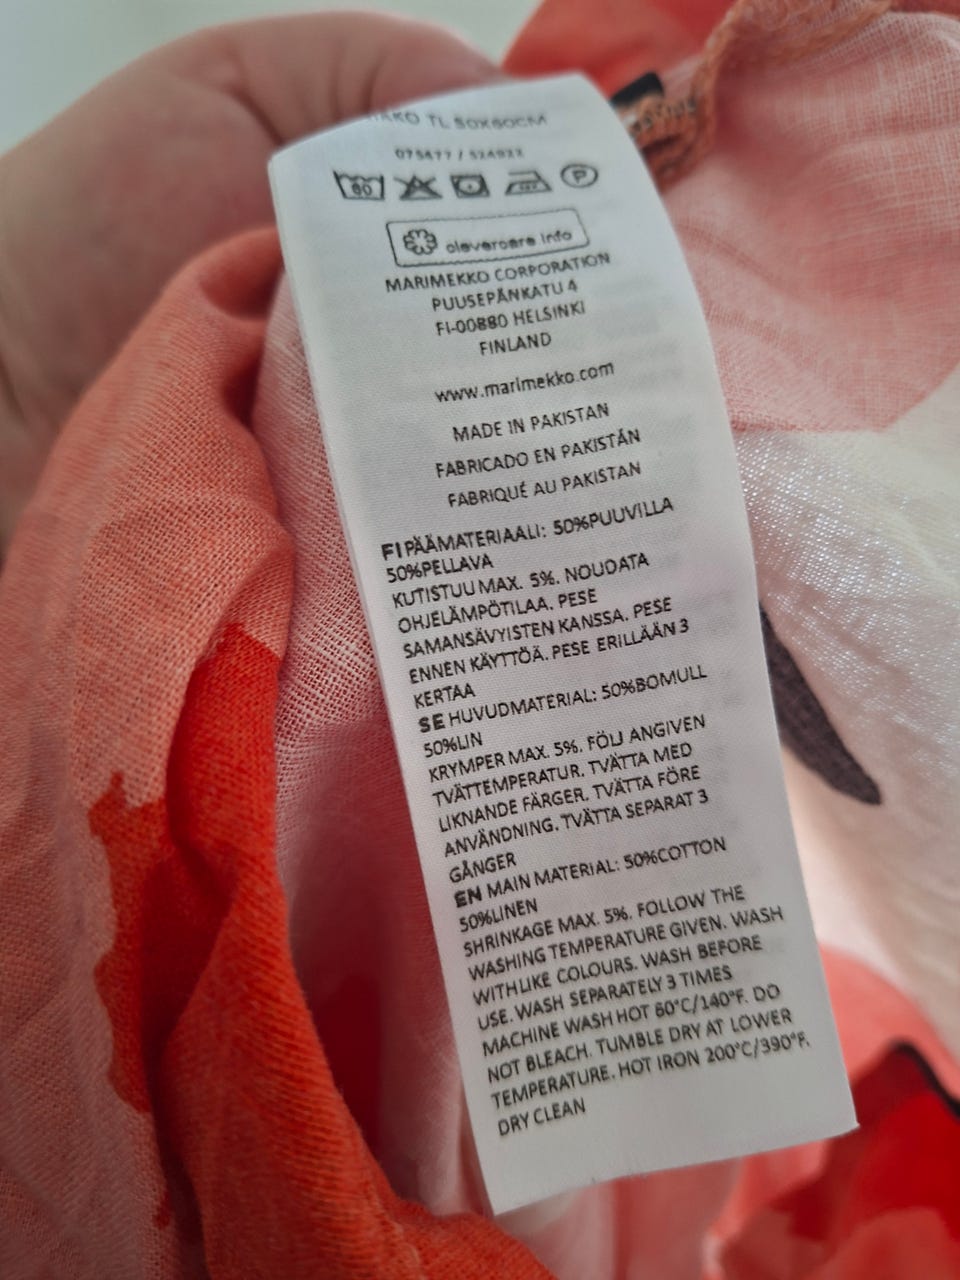 TL 50X60CM
075477 / 524922
60
P
clevercare.info
MARIMEKKO CORPORATION
PUUSEPÄNKATU 4
FI-00880 HELSINKI
FINLAND
www.marimekko.com
MADE IN PAKISTAN
FABRICADO EN PAKISTÁN
FABRIQUÉ AU PAKISTAN
FI PÄÄMATERIAALI: 50%PUUVILLA
50%PELLAVA
KUTISTUU MAX. 5%. NOUDATA
OHJELÄMPÖTILAA. PESE
SAMANSÄVYISTEN KANSSA. PESE
ENNEN KÄYTTÖÄ. PESE ERILLÄÄN 3
KERTAA
SE HUVUDMATERIAL: 50%BOMULL
50%LIN
KRYMPER MAX. 5%. FÖLJ ANGIVEN
TVÄTTEMPERATUR. TVÄTTA MED
LIKNANDE FÄRGER. TVÄTTA FÖRE
ANVÄNDNING. TVÄTTA SEPARAT 3
GÅNGER
EN MAIN MATERIAL: 50%COTTON
50%LINEN
SHRINKAGE MAX. 5%. FOLLOW THE
WASHING TEMPERATURE GIVEN. WASH
WITH LIKE COLOURS. WASH BEFORE
USE. WASH SEPARATELY 3 TIMES
MACHINE WASH HOT 60°C/140°F. DO
NOT BLEACH. TUMBLE DRY AT LOWER
TEMPERATURE. HOT IRON 200°C/390°F.
DRY CLEAN